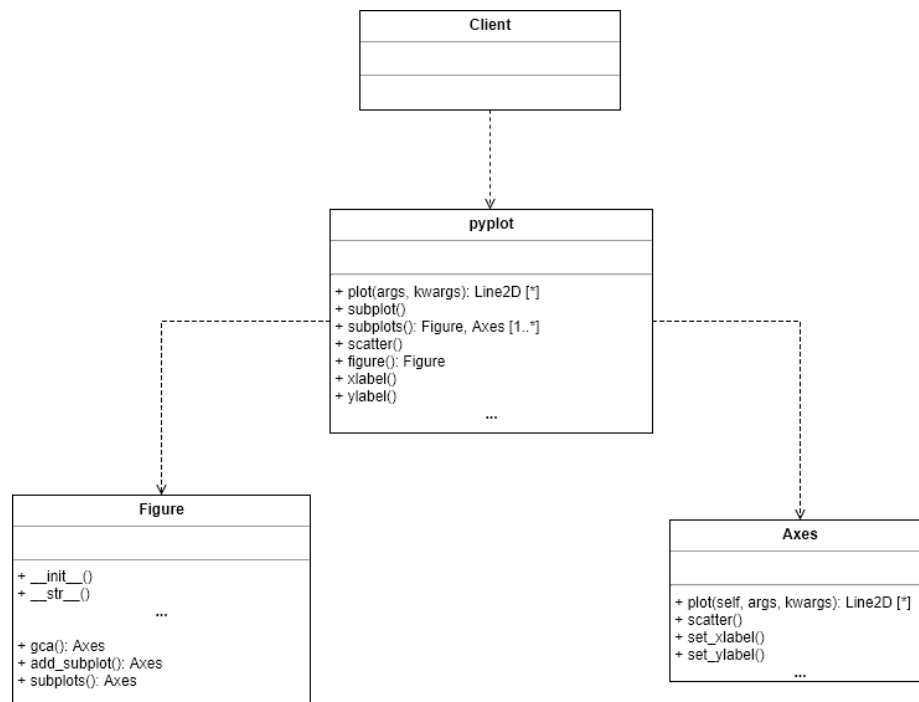 Client
pyplot
+ plot(args, kwargs): Line2D [*]
+ subplot()
+ subplots(): Figure, Axes [1..*]
+ scatter()
+ figure(): Figure
+ xlabel()
+ ylabel()
...
Figure
+ __init__()
+ __str__()
...
+ gca(): Axes
+ add_subplot(): Axes
+ subplots(): Axes
Axes
+ plot(self, args, kwargs): Line2D [*]
+ scatter()
+ set_xlabel()
+ set_ylabel()
...